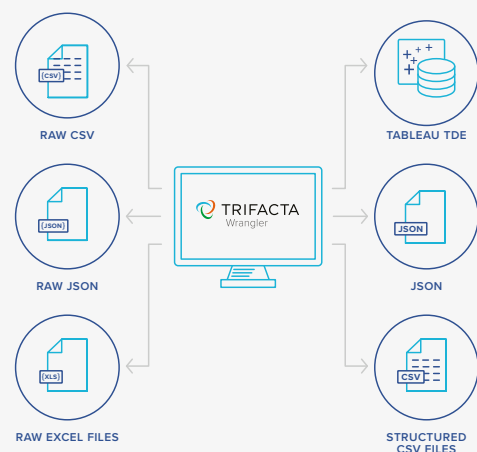 {CSV}
RAW CSV
TABLEAU TDE
TRIFACTA
Wrangler
{JSON}
RAW JSON
JSON
JSON
{XLS}
RAW EXCEL FILES
CSV
STRUCTURED
CSV FILES